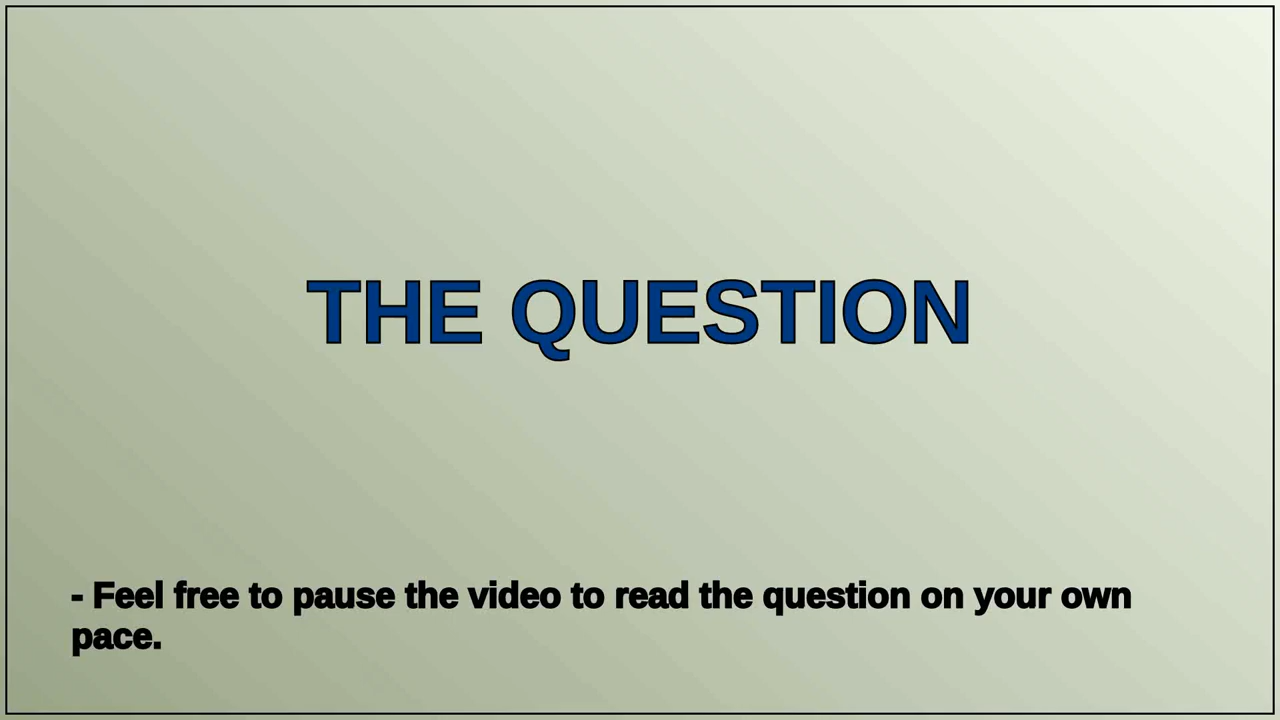 THE QUESTION
- Feel free to pause the video to read the question on your own
pace.